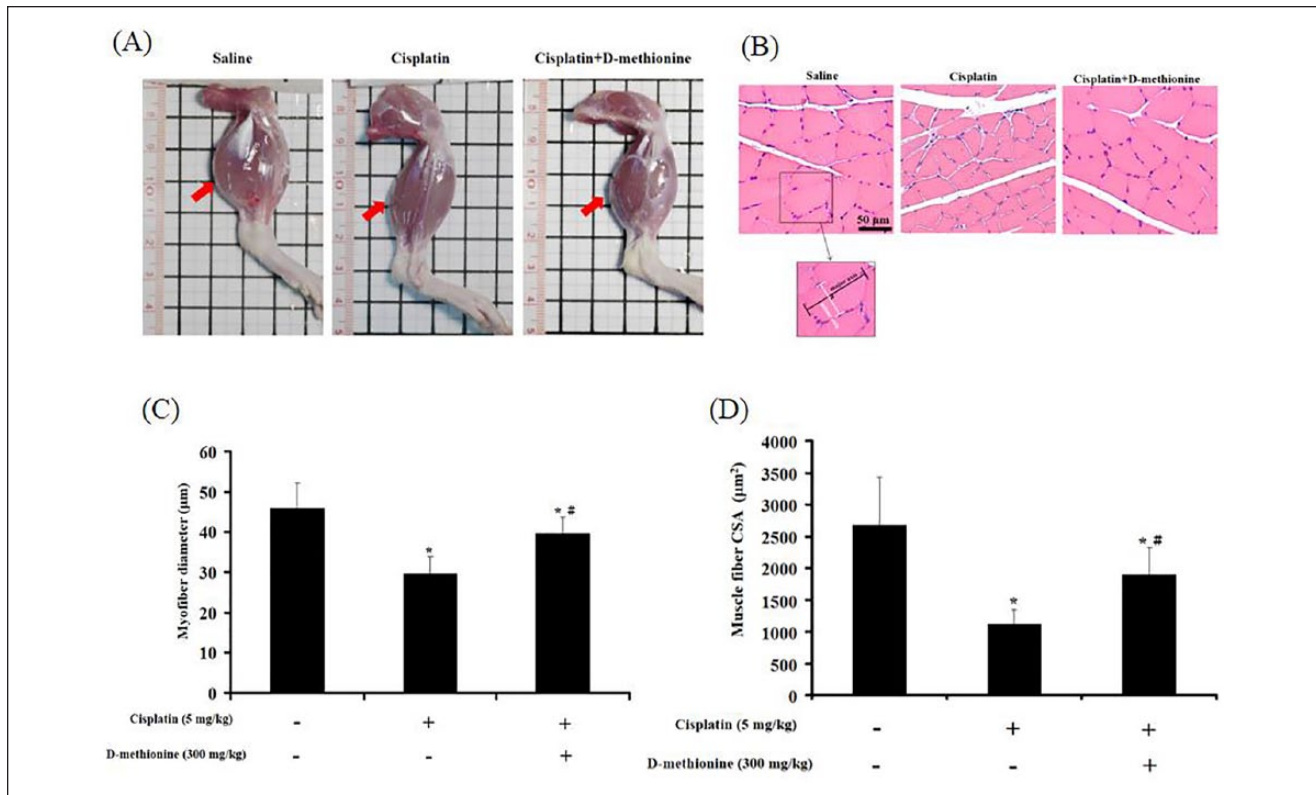 (A)
Saline
Cisplatin
Cisplatin+D-methionine
(B)
Saline
Cisplatin
Cisplatin+D-methionine
50 µm
major axis
(C)
Myofiber diameter (µm)
60
50
40
30
20
10
0
*
* #
Cisplatin (5 mg/kg) - + +
D-methionine (300 mg/kg) - - +
(D)
Muscle fiber CSA (µm²)
4000
3500
3000
2500
2000
1500
1000
500
0
*
* #
Cisplatin (5 mg/kg) - + +
D-methionine (300 mg/kg) - - +